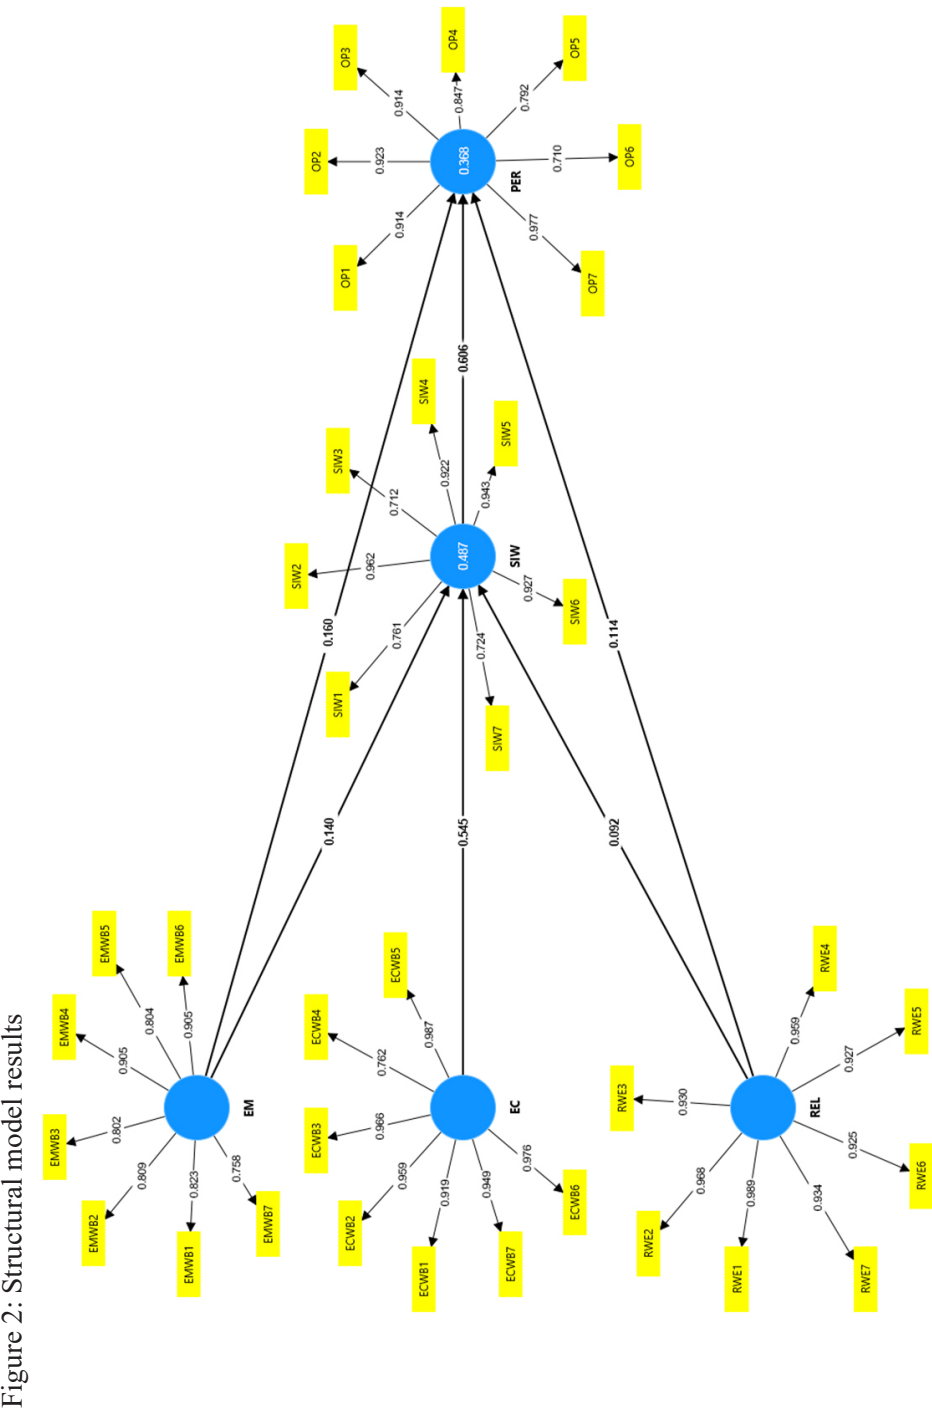 Figure 2: Structural model results
EMWB3
EMWB4
EMWB5
EMWB2
EMWB6
EMWB1
EMWB7
0.802
0.905
0.804
0.809
0.905
0.823
0.758
EM
ECWB3
ECWB4
ECWB2
ECWB5
ECWB1
ECWB7
ECWB6
0.966
0.762
0.959
0.987
0.919
0.949
0.976
EC
RWE3
RWE2
RWE4
RWE1
RWE5
RWE7
RWE6
0.930
0.968
0.959
0.989
0.927
0.934
0.925
REL
0.160
0.140
0.545
0.092
0.114
0.606
SIW2
SIW1
SIW3
SIW4
SIW5
SIW7
SIW6
0.962
0.761
0.712
0.922
0.943
0.724
0.927
0.487
SIW
OP2
OP1
OP3
OP4
OP5
OP7
OP6
0.923
0.914
0.914
0.847
0.792
0.977
0.710
0.368
PER